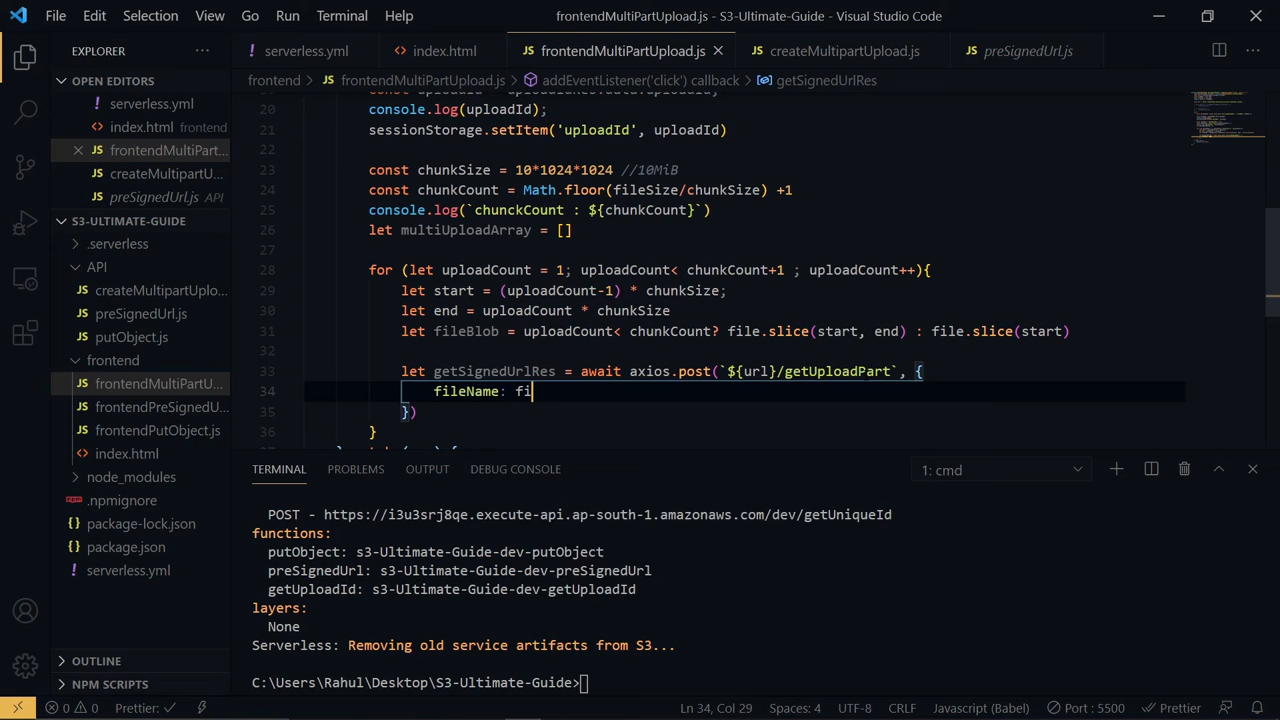 File Edit Selection View Go Run Terminal Help
frontendMultiPartUpload.js - S3-Ultimate-Guide - Visual Studio Code
EXPLORER
OPEN EDITORS
serverless.yml
index.html frontend
frontendMultiPart...
createMultipartU...
preSignedUrl.js API
S3-ULTIMATE-GUIDE
.serverless
API
createMultipartUplo...
preSignedUrl.js
putObject.js
frontend
frontendMultiPartU...
frontendPreSignedU...
frontendPutObject.js
index.html
node_modules
.npmignore
package-lock.json
package.json
serverless.yml
OUTLINE
NPM SCRIPTS
serverless.yml
index.html
frontendMultiPartUpload.js
createMultipartUpload.js
preSignedUrl.js
frontend > frontendMultiPartUpload.js > addEventListener('click') callback > getSignedUrlRes
20 console.log(uploadId);
21 sessionStorage.setItem('uploadId', uploadId)
22
23 const chunkSize = 10*1024*1024 //10MiB
24 const chunkCount = Math.floor(fileSize/chunkSize) +1
25 console.log(`chunckCount : ${chunkCount}`)
26 let multiUploadArray = []
27
28 for (let uploadCount = 1; uploadCount< chunkCount+1 ; uploadCount++){
29 let start = (uploadCount-1) * chunkSize;
30 let end = uploadCount * chunkSize
31 let fileBlob = uploadCount< chunkCount? file.slice(start, end) : file.slice(start)
32
33 let getSignedUrlRes = await axios.post(`${url}/getUploadPart`, {
34 fileName: fi
35 })
36 }
TERMINAL PROBLEMS OUTPUT DEBUG CONSOLE
1: cmd
POST - https://i3u3srj8qe.execute-api.ap-south-1.amazonaws.com/dev/getUniqueId
functions:
putObject: s3-Ultimate-Guide-dev-putObject
preSignedUrl: s3-Ultimate-Guide-dev-preSignedUrl
getUploadId: s3-Ultimate-Guide-dev-getUploadId
layers:
None
Serverless: Removing old service artifacts from S3...
C:\Users\Rahul\Desktop\S3-Ultimate-Guide>
0 0 Prettier: ✓
Ln 34, Col 29 Spaces: 4 UTF-8 CRLF Javascript (Babel) Port : 5500 Prettier